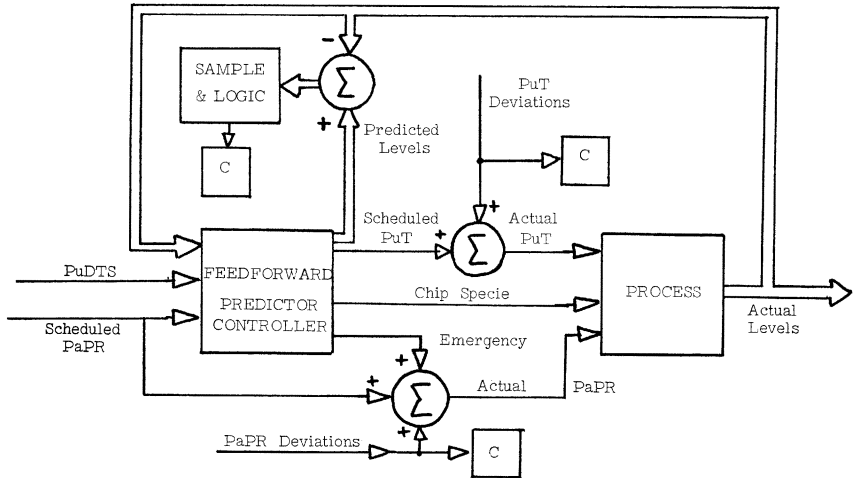 −
SAMPLE
& LOGIC
Σ
+
C
Predicted
Levels
PuT
Deviations
C
+
Scheduled
PuT
+
Σ
Actual
PuT
PuDTS
FEEDFORWARD
PREDICTOR
CONTROLLER
Chip Specie
PROCESS
Actual
Levels
Scheduled
PaPR
Emergency
+
+
Σ
Actual
PaPR
+
PaPR Deviations
C